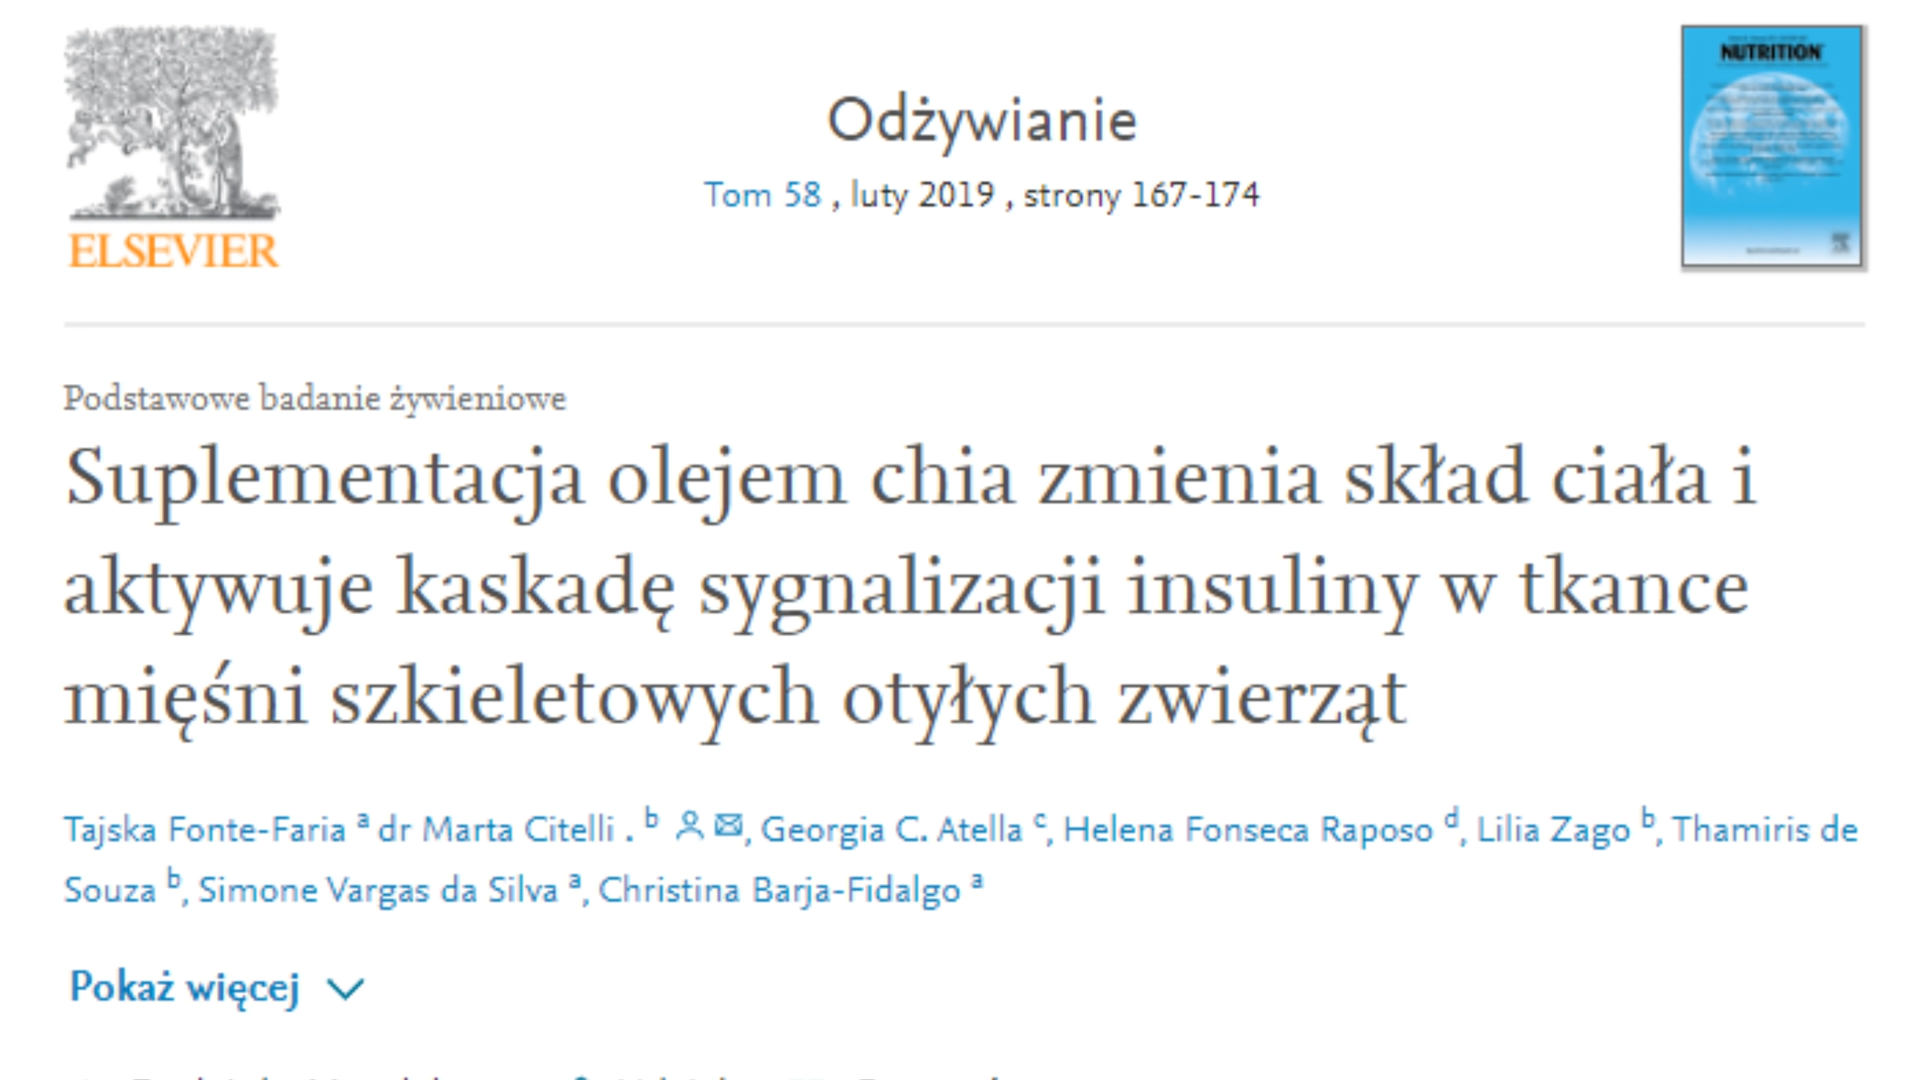 ELSEVIER
Odżywianie
Tom 58 , luty 2019 , strony 167-174
NUTRITION
Podstawowe badanie żywieniowe
Suplementacja olejem chia zmienia skład ciała i
aktywuje kaskadę sygnalizacji insuliny w tkance
mięśni szkieletowych otyłych zwierząt
Tajska Fonte-Faria a dr Marta Citelli . b , Georgia C. Atella c, Helena Fonseca Raposo d, Lilia Zago b, Thamiris de
Souza b, Simone Vargas da Silva a, Christina Barja-Fidalgo a
Pokaż więcej